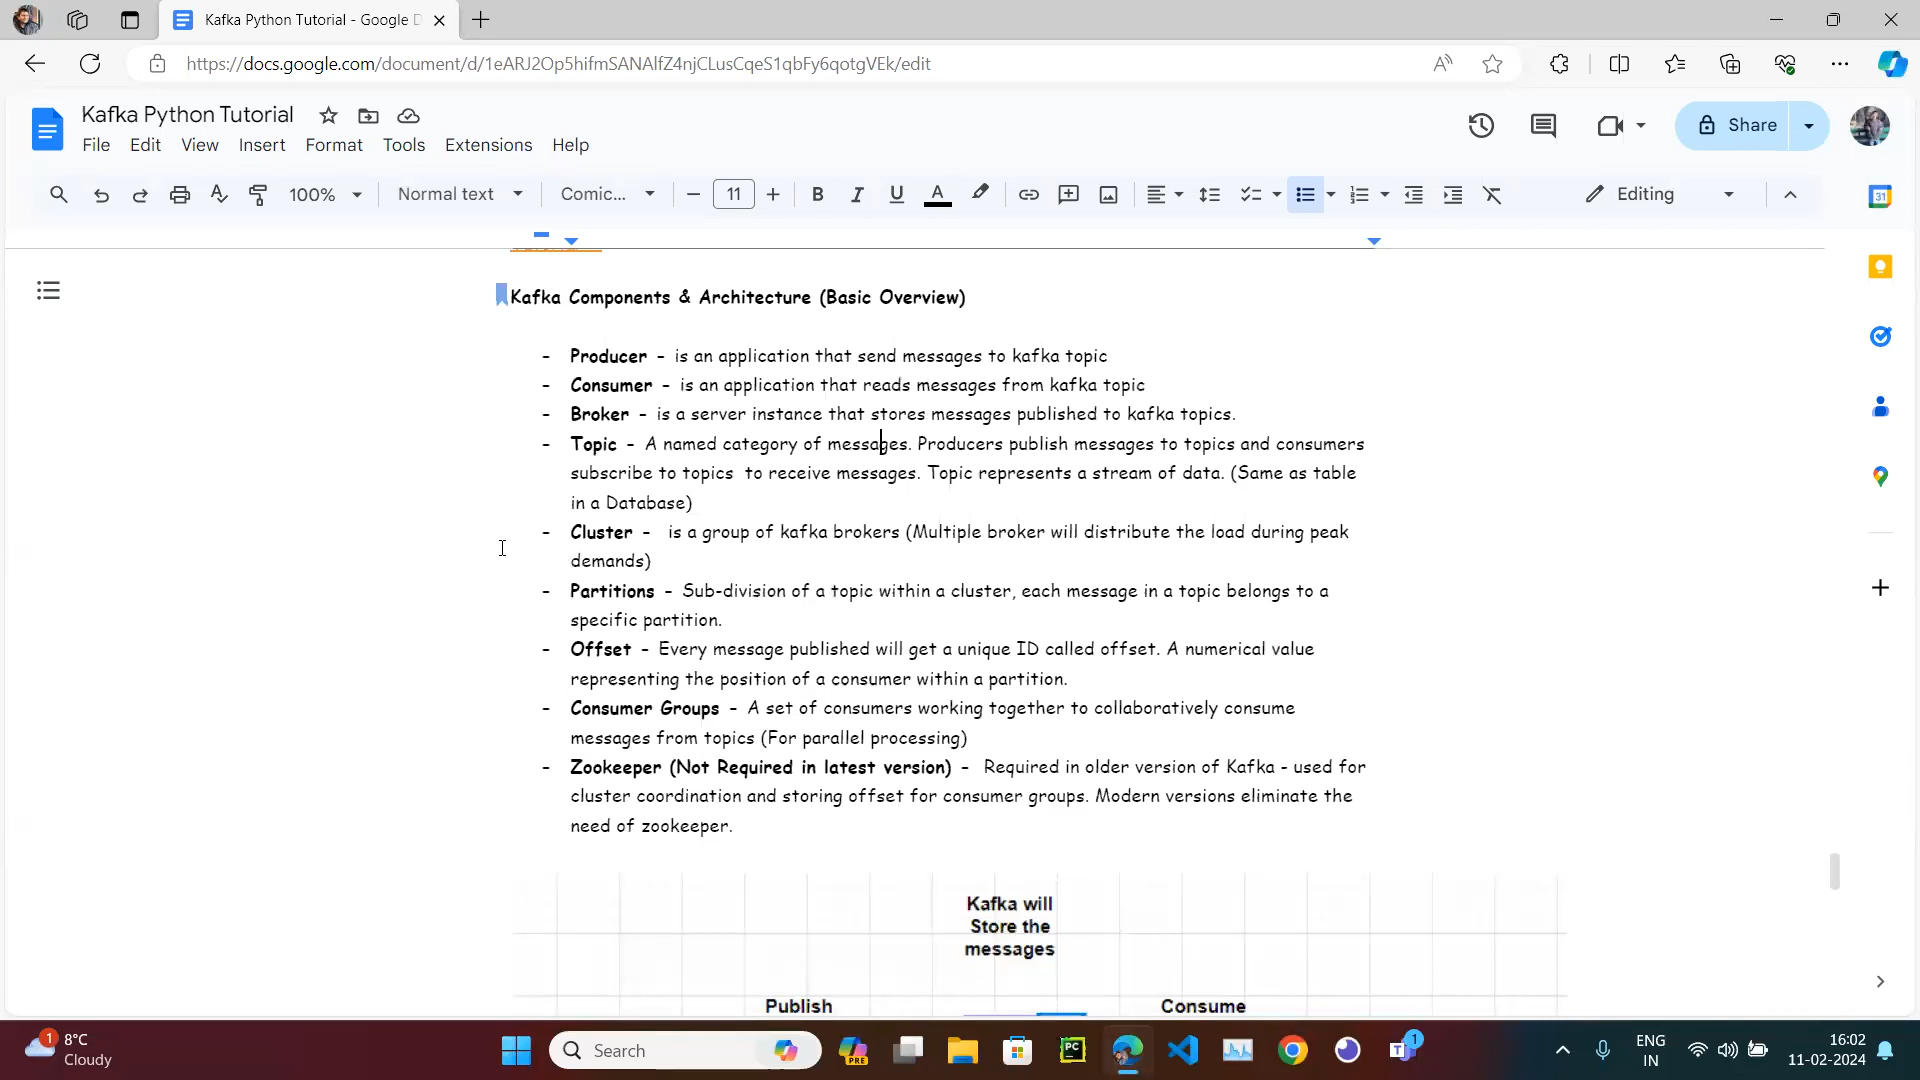 Kafka Python Tutorial - Google D
https://docs.google.com/document/d/1eARJ2Op5hifmSANAlfZ4njCLusCqeS1qbFy6qotgVEk/edit
Kafka Python Tutorial
Share
File Edit View Insert Format Tools Extensions Help
100% Normal text Comic... 11 Editing
31
Kafka Components & Architecture (Basic Overview)
- Producer - is an application that send messages to kafka topic
- Consumer - is an application that reads messages from kafka topic
- Broker - is a server instance that stores messages published to kafka topics.
- Topic - A named category of messages. Producers publish messages to topics and consumers
subscribe to topics to receive messages. Topic represents a stream of data. (Same as table
in a Database)
- Cluster - is a group of kafka brokers (Multiple broker will distribute the load during peak
demands)
- Partitions - Sub-division of a topic within a cluster, each message in a topic belongs to a
specific partition.
- Offset - Every message published will get a unique ID called offset. A numerical value
representing the position of a consumer within a partition.
- Consumer Groups - A set of consumers working together to collaboratively consume
messages from topics (For parallel processing)
- Zookeeper (Not Required in latest version) - Required in older version of Kafka - used for
cluster coordination and storing offset for consumer groups. Modern versions eliminate the
need of zookeeper.
Kafka will
Store the
messages
Publish Consume
1
8°C
Cloudy
Search
PRE
PC
1
ENG
IN
16:02
11-02-2024